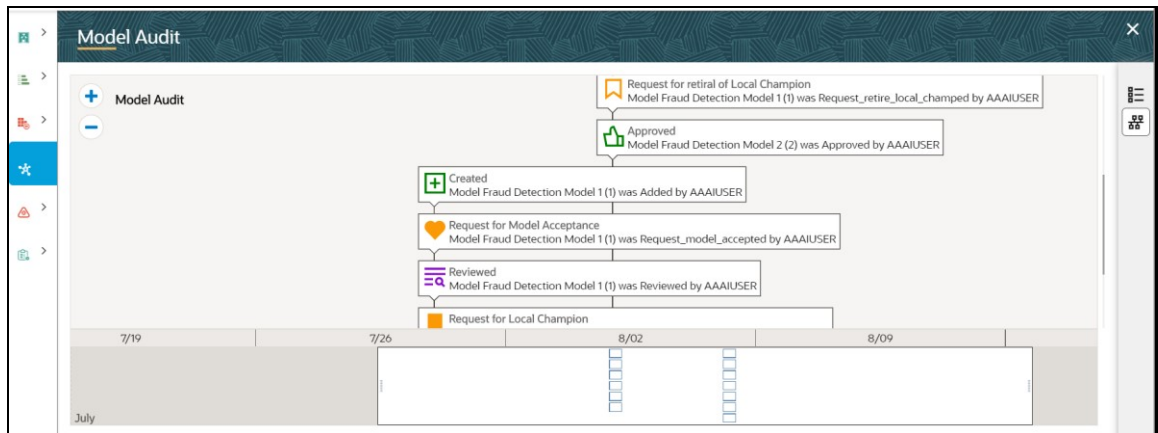 Model Audit
Model Audit
Request for retiral of Local Champion
Model Fraud Detection Model 1 (1) was Request_retire_local_champed by AAAIUSER
Approved
Model Fraud Detection Model 2 (2) was Approved by AAAIUSER
Created
Model Fraud Detection Model 1 (1) was Added by AAAIUSER
Request for Model Acceptance
Model Fraud Detection Model 1 (1) was Request_model_accepted by AAAIUSER
Reviewed
Model Fraud Detection Model 1 (1) was Reviewed by AAAIUSER
Request for Local Champion
7/19 7/26 8/02 8/09
July